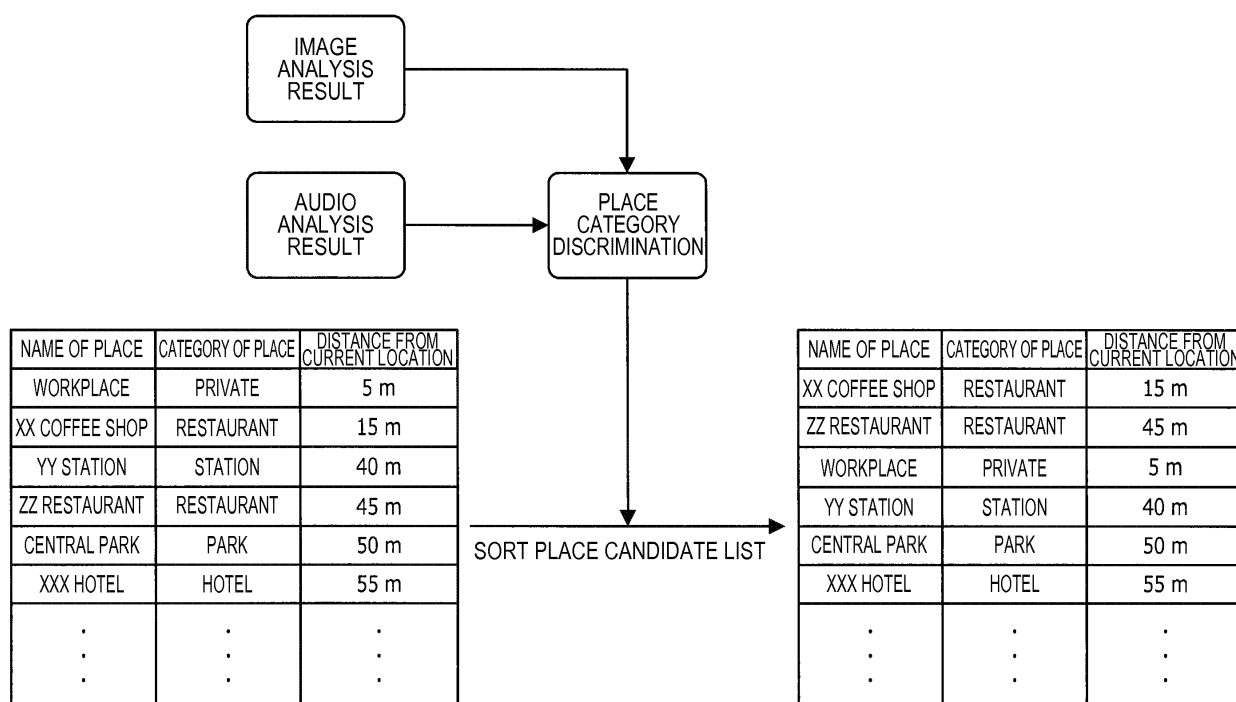 IMAGE
ANALYSIS
RESULT
AUDIO
ANALYSIS
RESULT
PLACE
CATEGORY
DISCRIMINATION
NAME OF PLACE CATEGORY OF PLACE DISTANCE FROM
CURRENT LOCATION
WORKPLACE PRIVATE 5 m
XX COFFEE SHOP RESTAURANT 15 m
YY STATION STATION 40 m
ZZ RESTAURANT RESTAURANT 45 m
CENTRAL PARK PARK 50 m
XXX HOTEL HOTEL 55 m
SORT PLACE CANDIDATE LIST
NAME OF PLACE CATEGORY OF PLACE DISTANCE FROM
CURRENT LOCATION
XX COFFEE SHOP RESTAURANT 15 m
ZZ RESTAURANT RESTAURANT 45 m
WORKPLACE PRIVATE 5 m
YY STATION STATION 40 m
CENTRAL PARK PARK 50 m
XXX HOTEL HOTEL 55 m